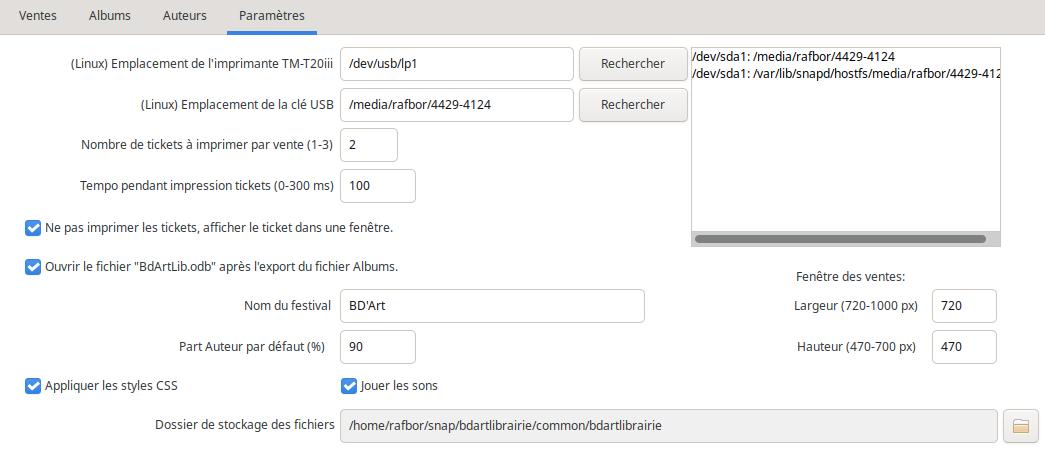 Ventes Albums Auteurs Paramètres
(Linux) Emplacement de l'imprimante TM-T20iii /dev/usb/lp1 Rechercher
/dev/sda1: /media/rafbor/4429-4124
/dev/sda1: /var/lib/snapd/hostfs/media/rafbor/4429-412
(Linux) Emplacement de la clé USB /media/rafbor/4429-4124 Rechercher
Nombre de tickets à imprimer par vente (1-3) 2
Tempo pendant impression tickets (0-300 ms) 100
Ne pas imprimer les tickets, afficher le ticket dans une fenêtre.
Ouvrir le fichier "BdArtLib.odb" après l'export du fichier Albums.
Fenêtre des ventes:
Nom du festival BD'Art Largeur (720-1000 px) 720
Part Auteur par défaut (%) 90 Hauteur (470-700 px) 470
Appliquer les styles CSS Jouer les sons
Dossier de stockage des fichiers /home/rafbor/snap/bdartlibrairie/common/bdartlibrairie